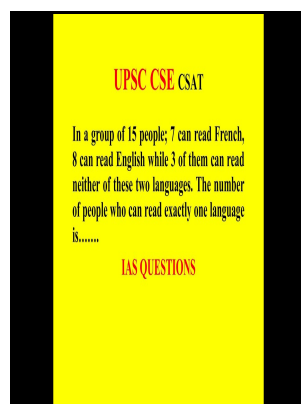 UPSC CSE CSAT
In a group of 15 people; 7 can read French,
8 can read English while 3 of them can read
neither of these two languages. The number
of people who can read exactly one language
is.......
IAS QUESTIONS